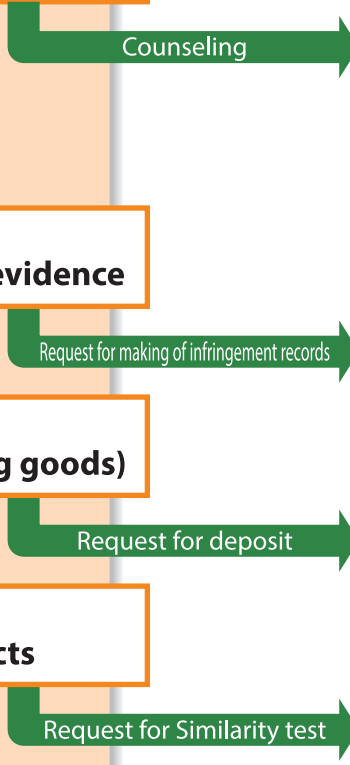 Counseling
evidence
Request for making of infringement records
g goods)
Request for deposit
cts
Request for Similarity test